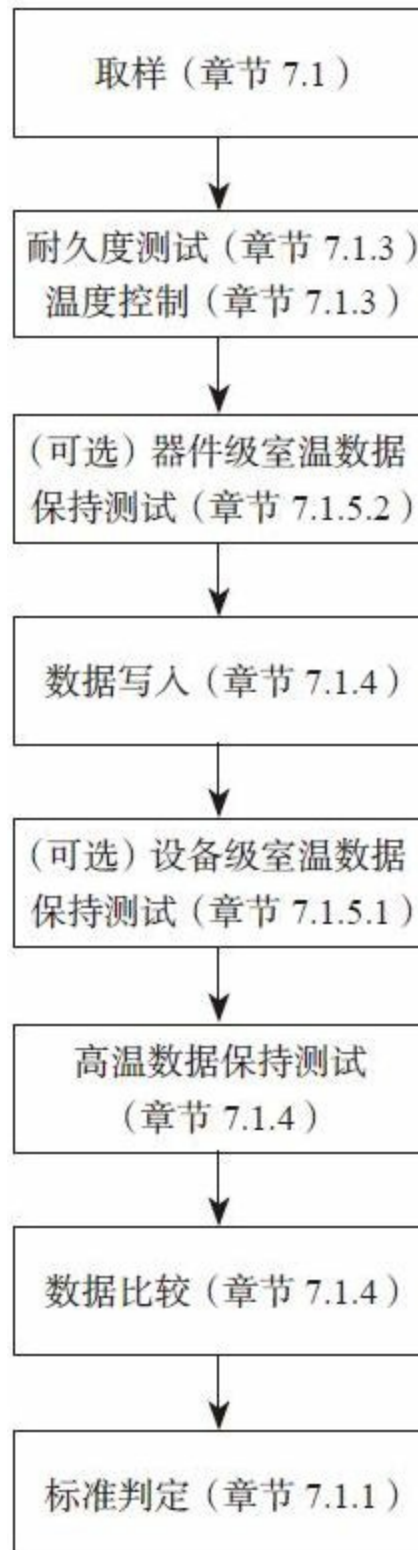 取样（章节 7.1）
耐久度测试（章节 7.1.3）
温度控制（章节 7.1.3）
（可选）器件级室温数据
保持测试（章节 7.1.5.2）
数据写入（章节 7.1.4）
（可选）设备级室温数据
保持测试（章节 7.1.5.1）
高温数据保持测试
（章节 7.1.4）
数据比较（章节 7.1.4）
标准判定（章节 7.1.1）